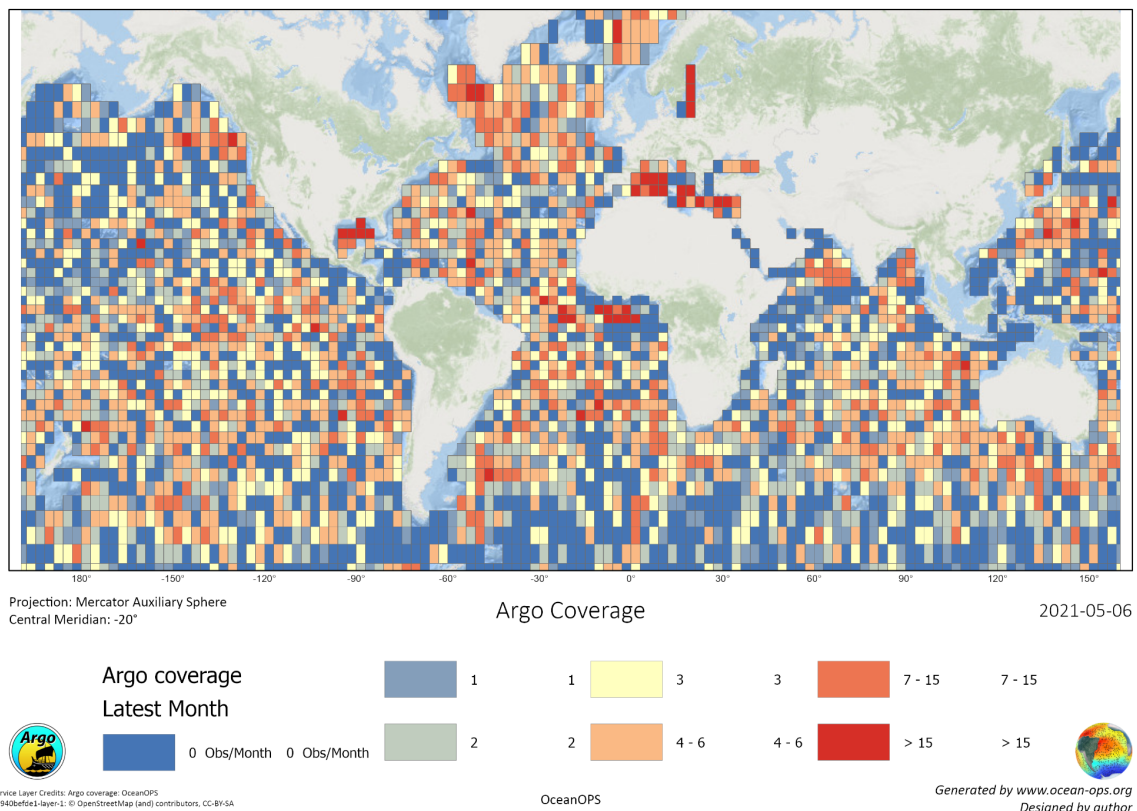 180° -150° -120° -90° -60° -30° 0° 30° 60° 90° 120° 150°
Projection: Mercator Auxiliary Sphere
Central Meridian: -20°
Argo Coverage
2021-05-06
Argo coverage
Latest Month
0 Obs/Month 0 Obs/Month
1 1 3 3 7 - 15 7 - 15
2 2 4 - 6 4 - 6 > 15 > 15
Argo
rvice Layer Credits: Argo coverage: OceanOPS
940befde1-layer-1: © OpenStreetMap (and) contributors, CC-BY-SA
OceanOPS
Generated by www.ocean-ops.org
Designed by author